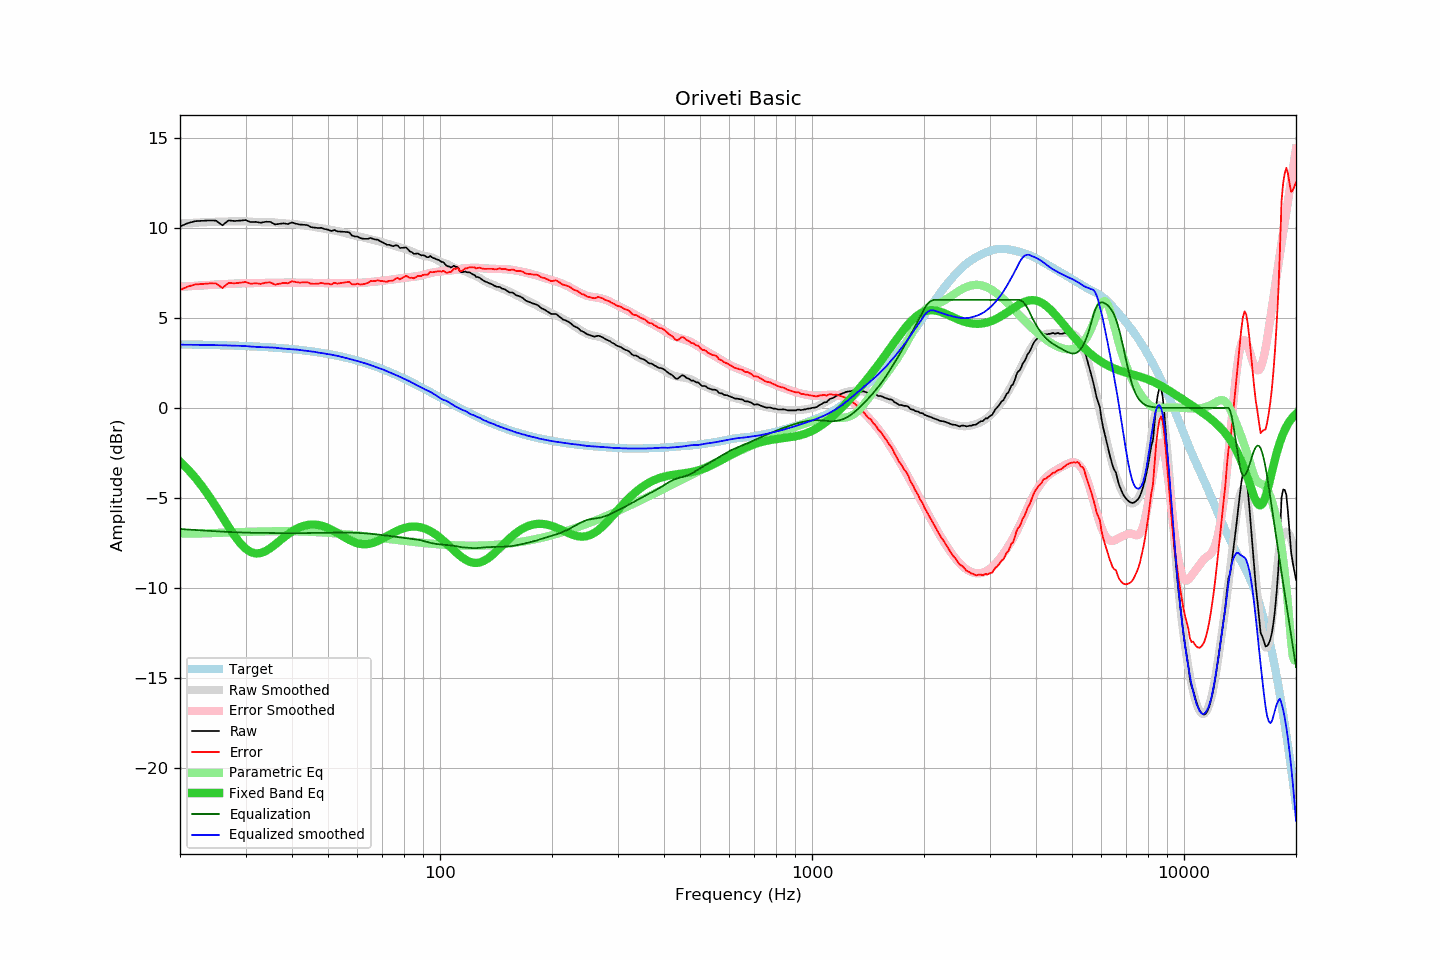 Oriveti Basic
15
10
5
0
−5
−10
−15
−20
Amplitude (dBr)
Target
Raw Smoothed
Error Smoothed
Raw
Error
Parametric Eq
Fixed Band Eq
Equalization
Equalized smoothed
100
1000
10000
Frequency (Hz)